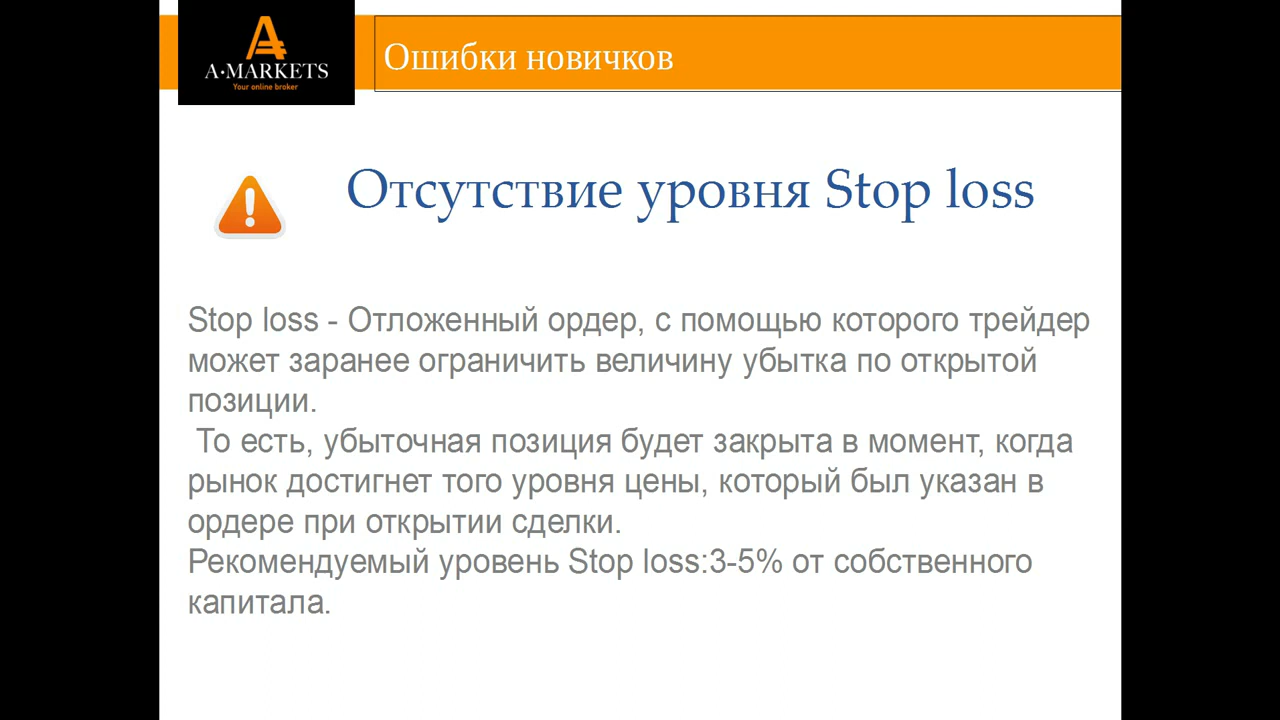 A·MARKETS
Your online broker
Ошибки новичков
Отсутствие уровня Stop loss
Stop loss - Отложенный ордер, с помощью которого трейдер
может заранее ограничить величину убытка по открытой
позиции.
То есть, убыточная позиция будет закрыта в момент, когда
рынок достигнет того уровня цены, который был указан в
ордере при открытии сделки.
Рекомендуемый уровень Stop loss:3-5% от собственного
капитала.